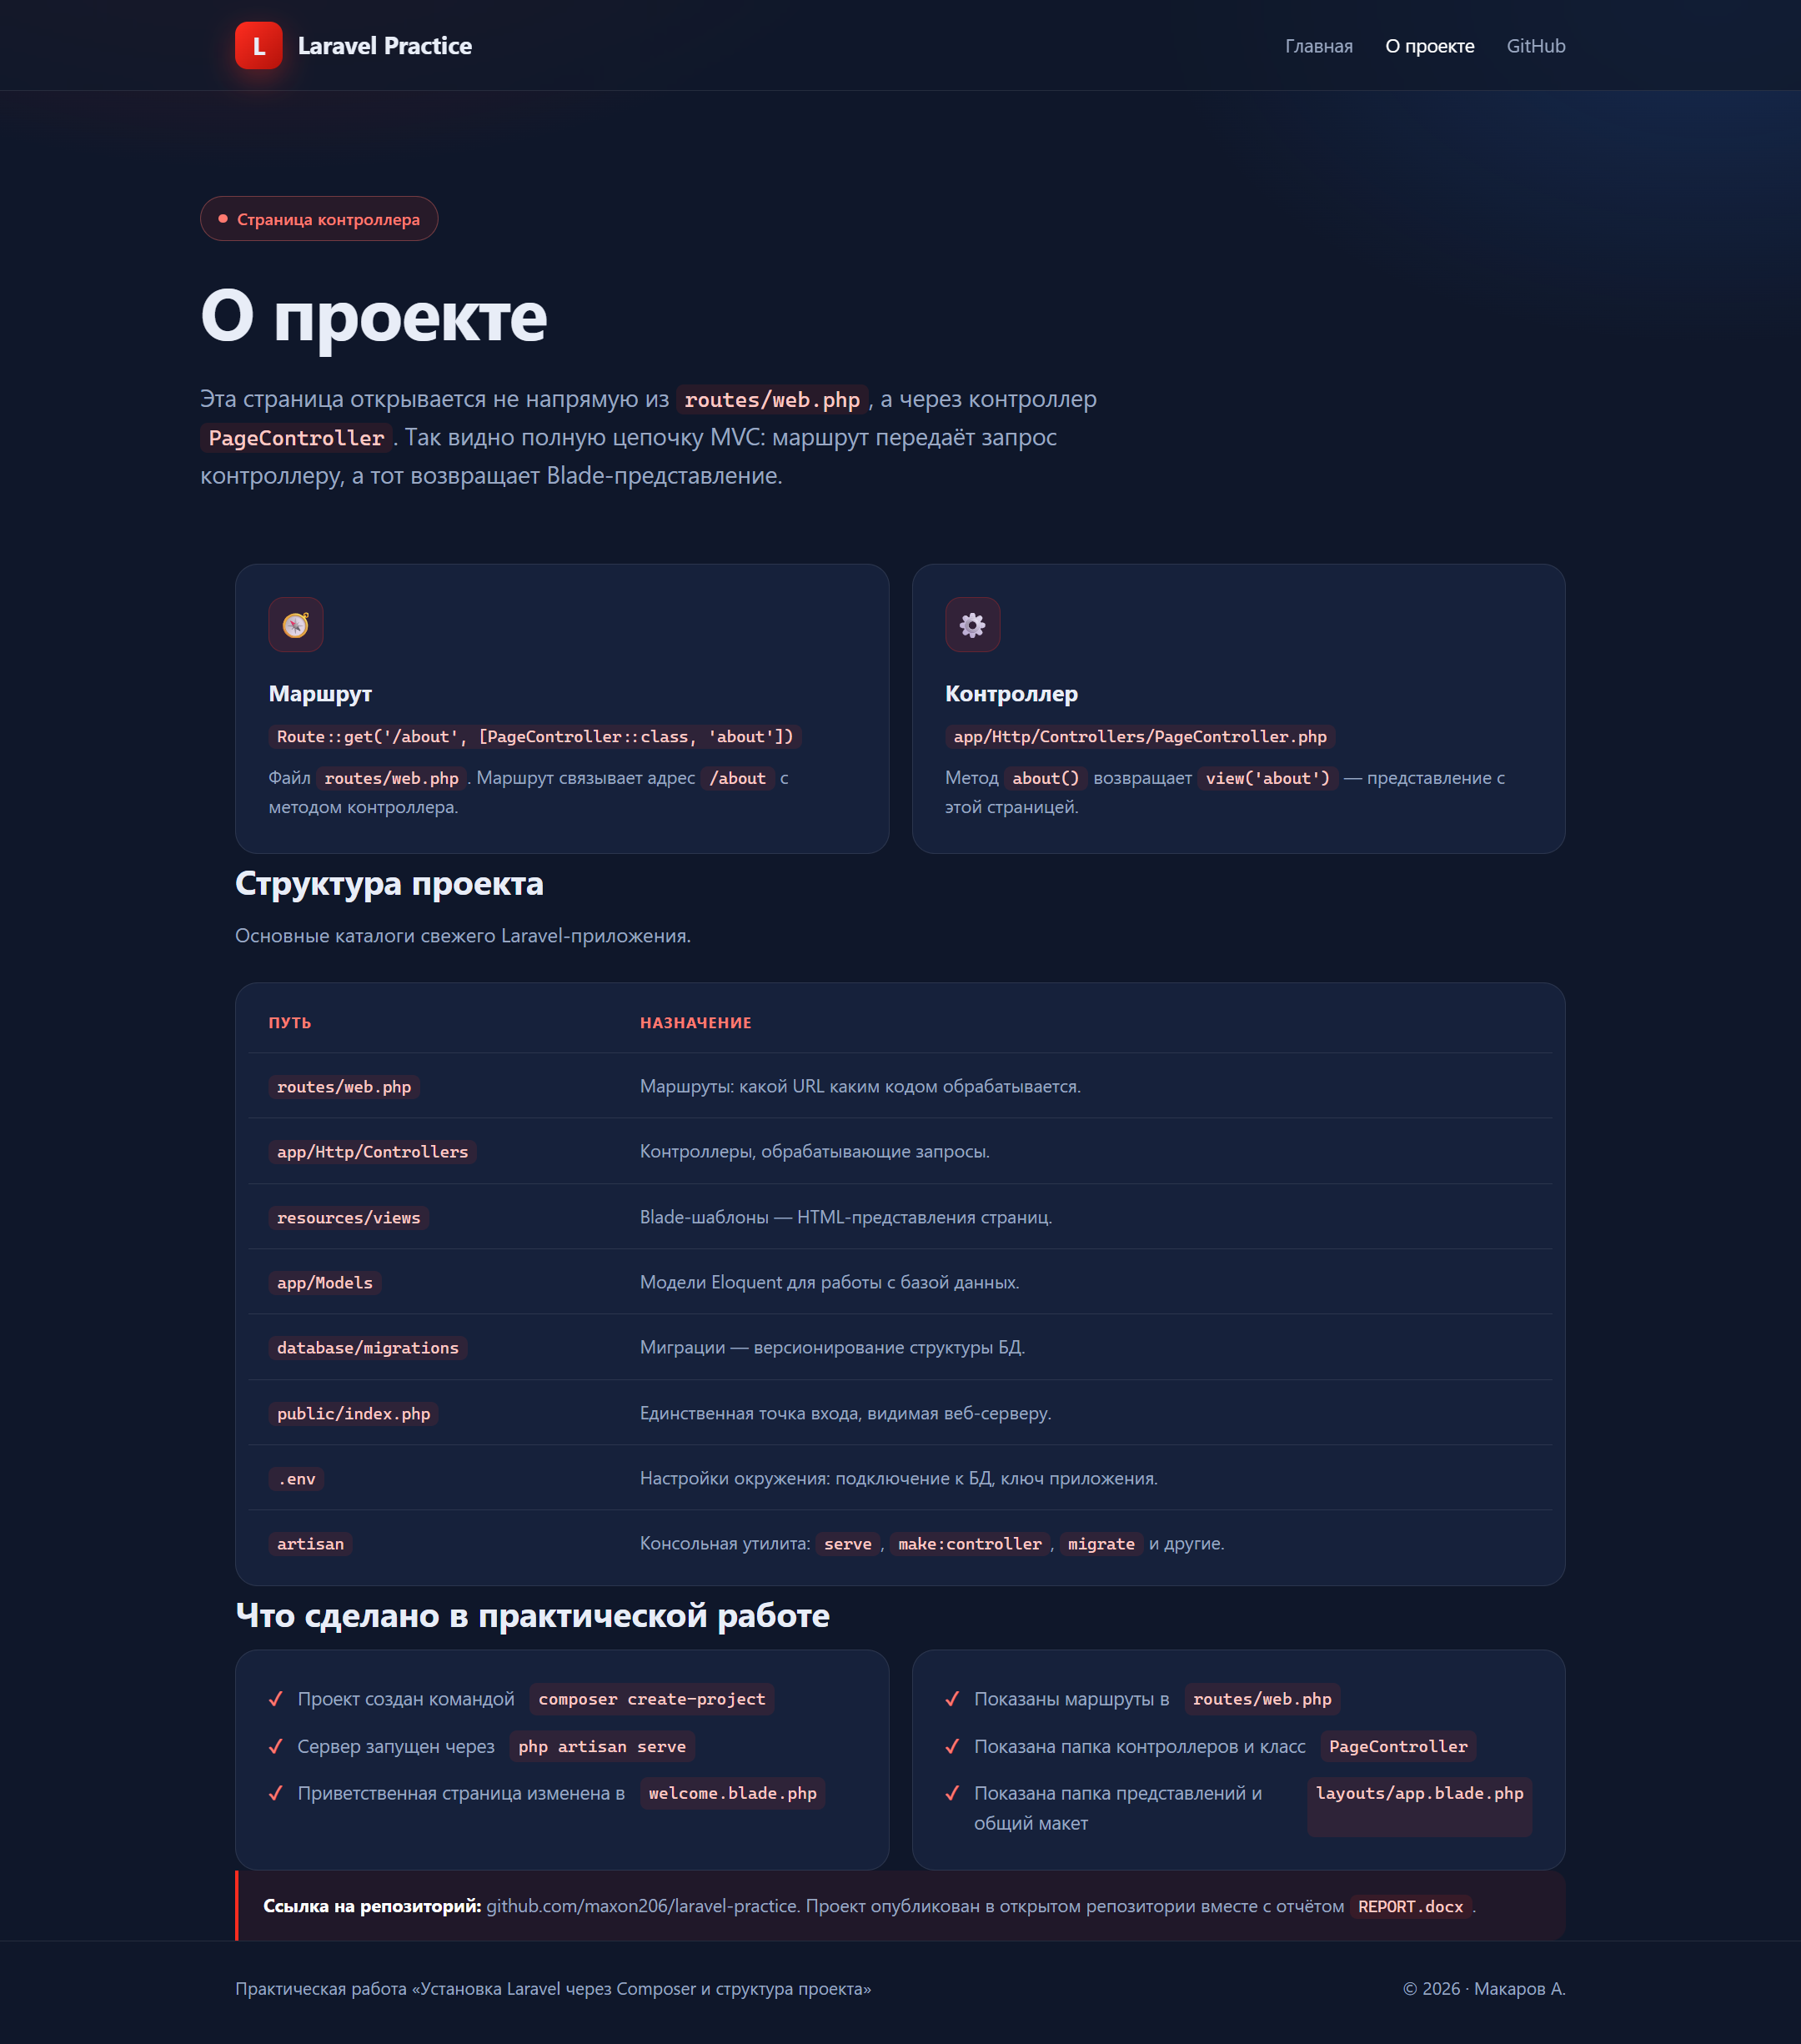 L Laravel Practice
Главная О проекте GitHub
Страница контроллера
О проекте
Эта страница открывается не напрямую из routes/web.php, а через контроллер
PageController. Так видно полную цепочку MVC: маршрут передаёт запрос
контроллеру, а тот возвращает Blade-представление.
Маршрут
Route::get('/about', [PageController::class, 'about'])
Файл routes/web.php. Маршрут связывает адрес /about с
методом контроллера.
Контроллер
app/Http/Controllers/PageController.php
Метод about() возвращает view('about') — представление с
этой страницей.
Структура проекта
Основные каталоги свежего Laravel-приложения.
ПУТЬ НАЗНАЧЕНИЕ
routes/web.php Маршруты: какой URL каким кодом обрабатывается.
app/Http/Controllers Контроллеры, обрабатывающие запросы.
resources/views Blade-шаблоны — HTML-представления страниц.
app/Models Модели Eloquent для работы с базой данных.
database/migrations Миграции — версионирование структуры БД.
public/index.php Единственная точка входа, видимая веб-серверу.
.env Настройки окружения: подключение к БД, ключ приложения.
artisan Консольная утилита: serve, make:controller, migrate и другие.
Что сделано в практической работе
✓ Проект создан командой composer create-project
✓ Сервер запущен через php artisan serve
✓ Приветственная страница изменена в welcome.blade.php
✓ Показаны маршруты в routes/web.php
✓ Показана папка контроллеров и класс PageController
✓ Показана папка представлений и layouts/app.blade.php
общий макет
Ссылка на репозиторий: github.com/maxon206/laravel-practice. Проект опубликован в открытом репозитории вместе с отчётом REPORT.docx.
Практическая работа «Установка Laravel через Composer и структура проекта»
© 2026 · Макаров А.